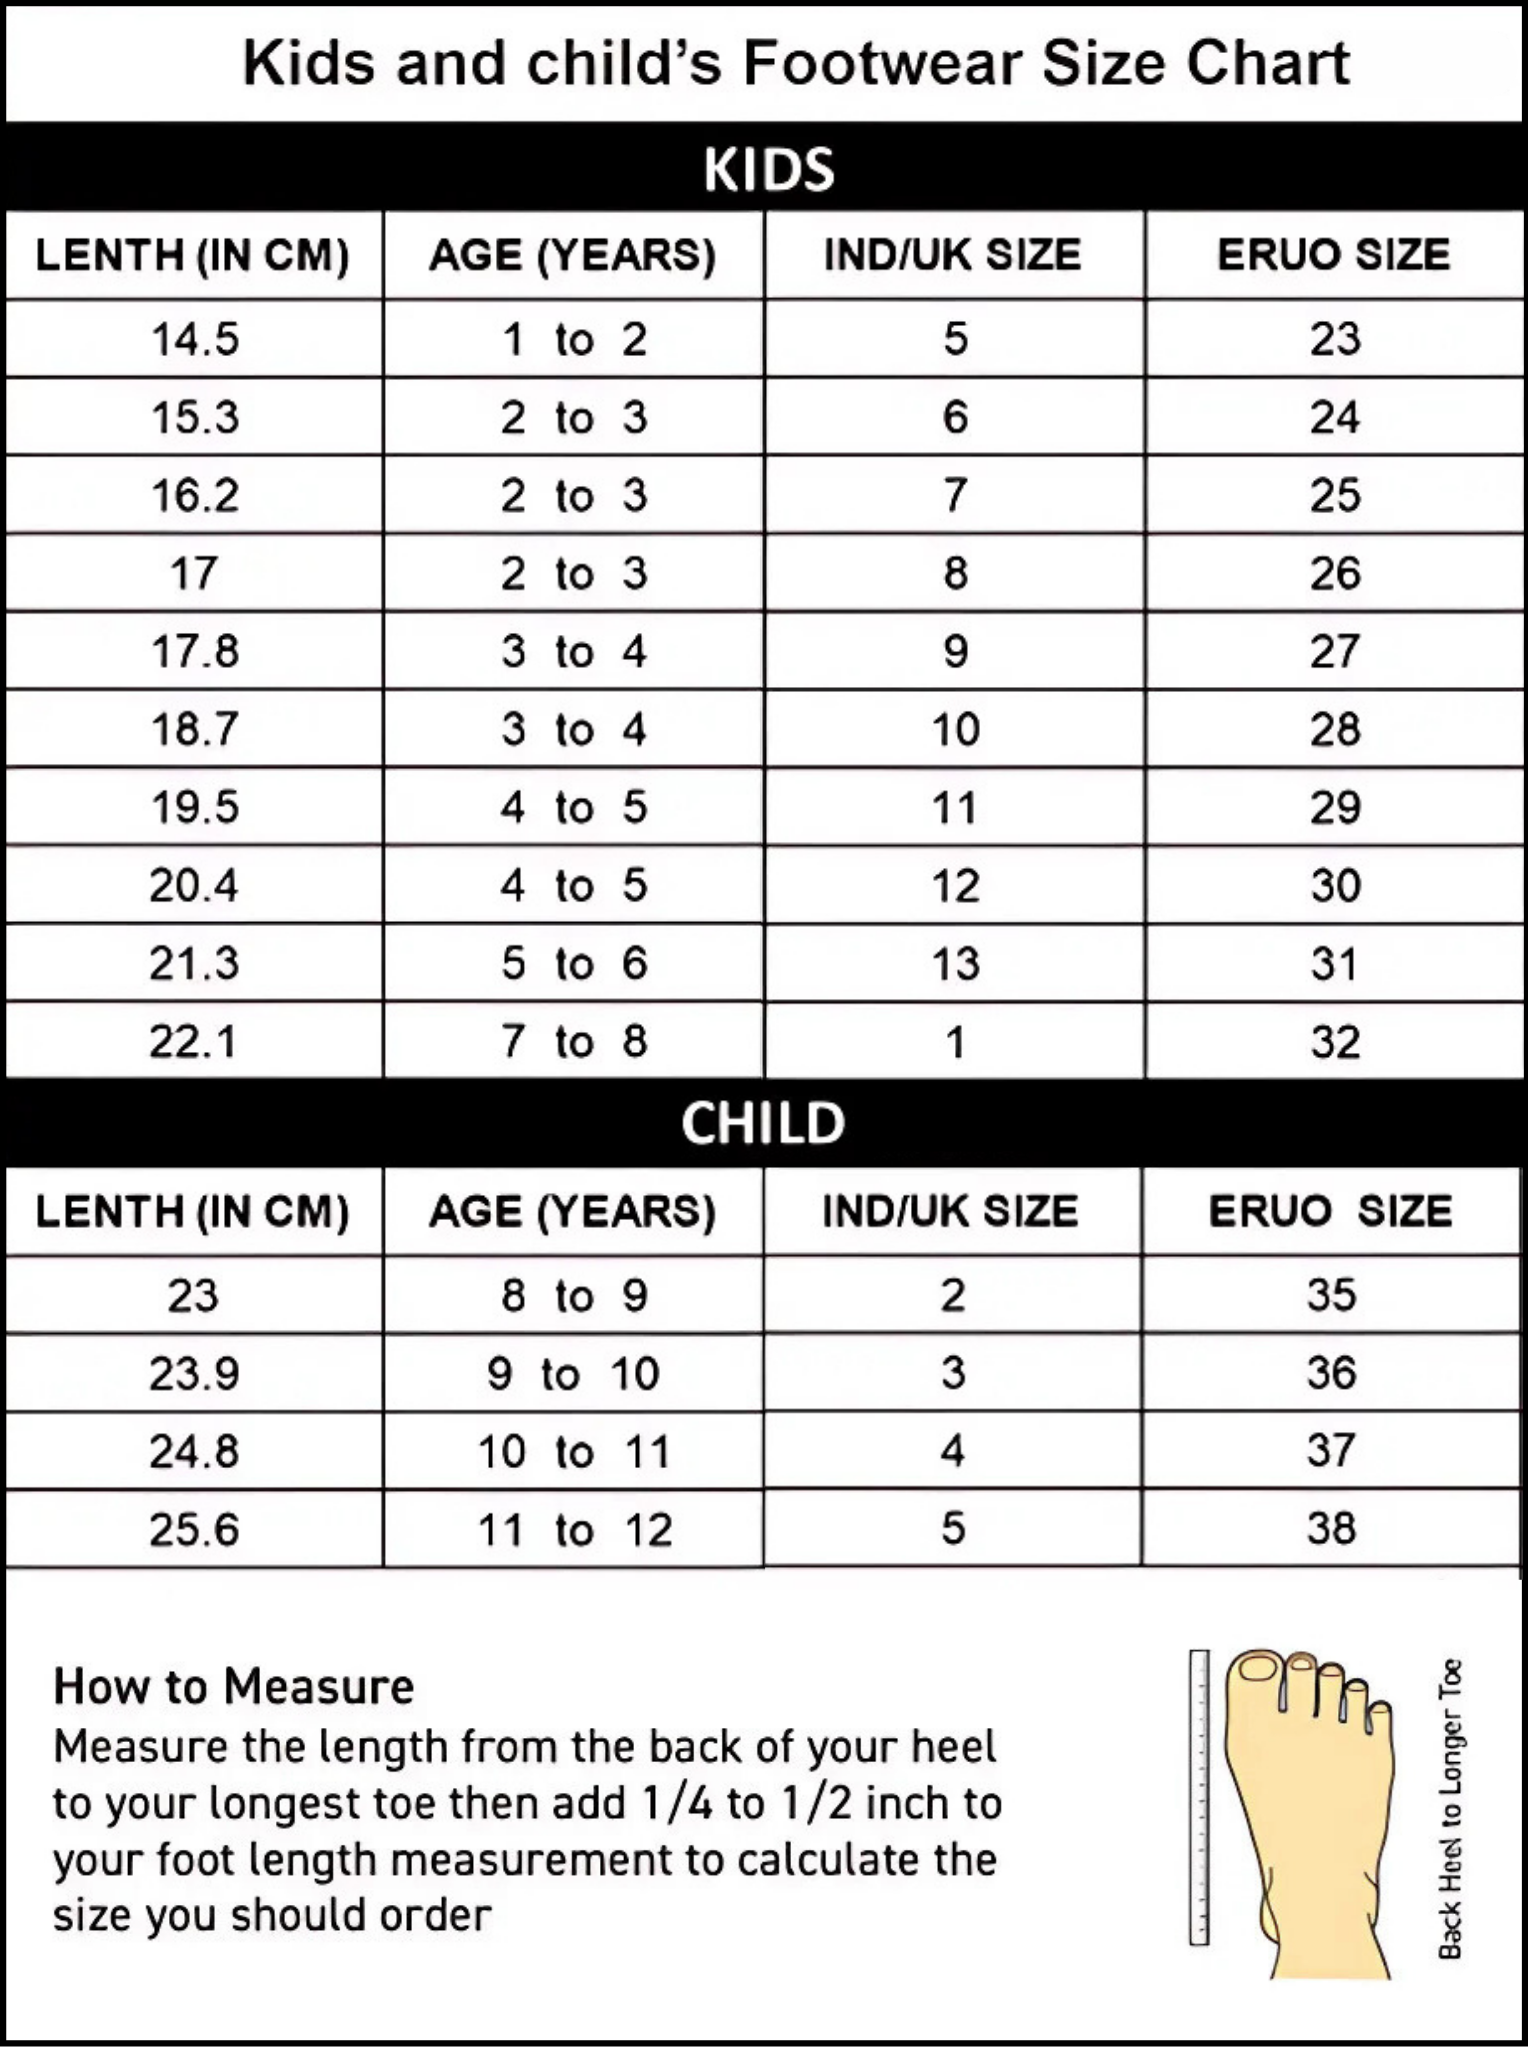 Kids and child’s Footwear Size Chart
KIDS
LENTH (IN CM) AGE (YEARS) IND/UK SIZE ERUO SIZE
14.5 1 to 2 5 23
15.3 2 to 3 6 24
16.2 2 to 3 7 25
17 2 to 3 8 26
17.8 3 to 4 9 27
18.7 3 to 4 10 28
19.5 4 to 5 11 29
20.4 4 to 5 12 30
21.3 5 to 6 13 31
22.1 7 to 8 1 32
CHILD
LENTH (IN CM) AGE (YEARS) IND/UK SIZE ERUO SIZE
23 8 to 9 2 35
23.9 9 to 10 3 36
24.8 10 to 11 4 37
25.6 11 to 12 5 38
How to Measure
Measure the length from the back of your heel
to your longest toe then add 1/4 to 1/2 inch to
your foot length measurement to calculate the
size you should order
Back Heel to Longer Toe